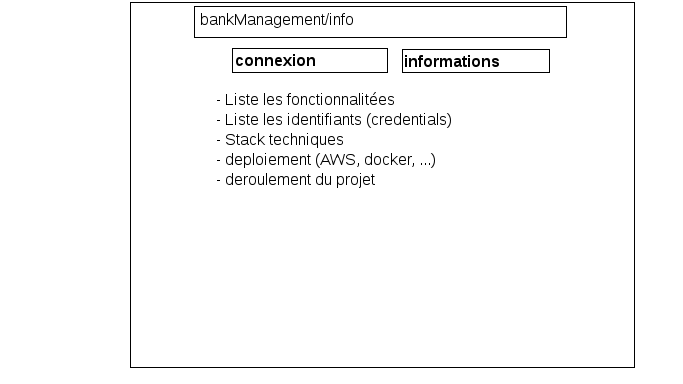 bankManagement/info
connexion
informations
- Liste les fonctionnalitées
- Liste les identifiants (credentials)
- Stack techniques
- deploiement (AWS, docker, ...)
- deroulement du projet